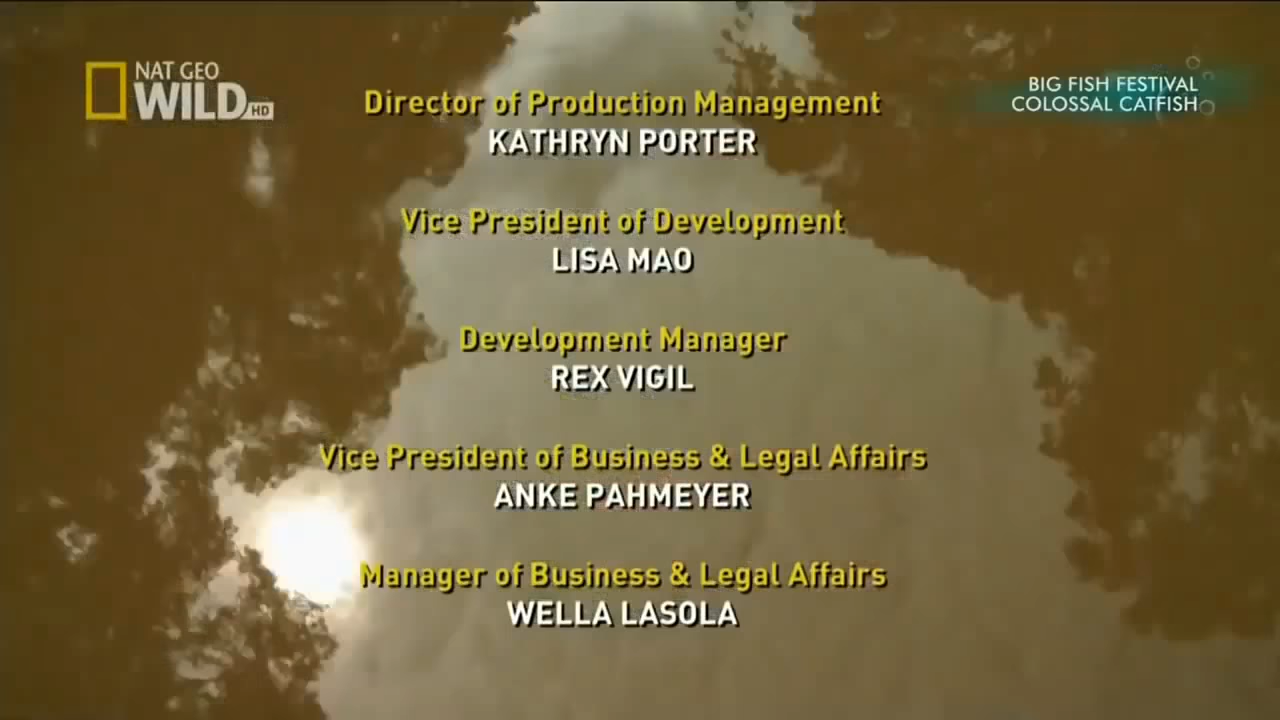 NAT GEO
WILD HD
BIG FISH FESTIVAL
COLOSSAL CATFISH
Director of Production Management
KATHRYN PORTER
Vice President of Development
LISA MAO
Development Manager
REX VIGIL
Vice President of Business & Legal Affairs
ANKE PAHMEYER
Manager of Business & Legal Affairs
WELLA LASOLA